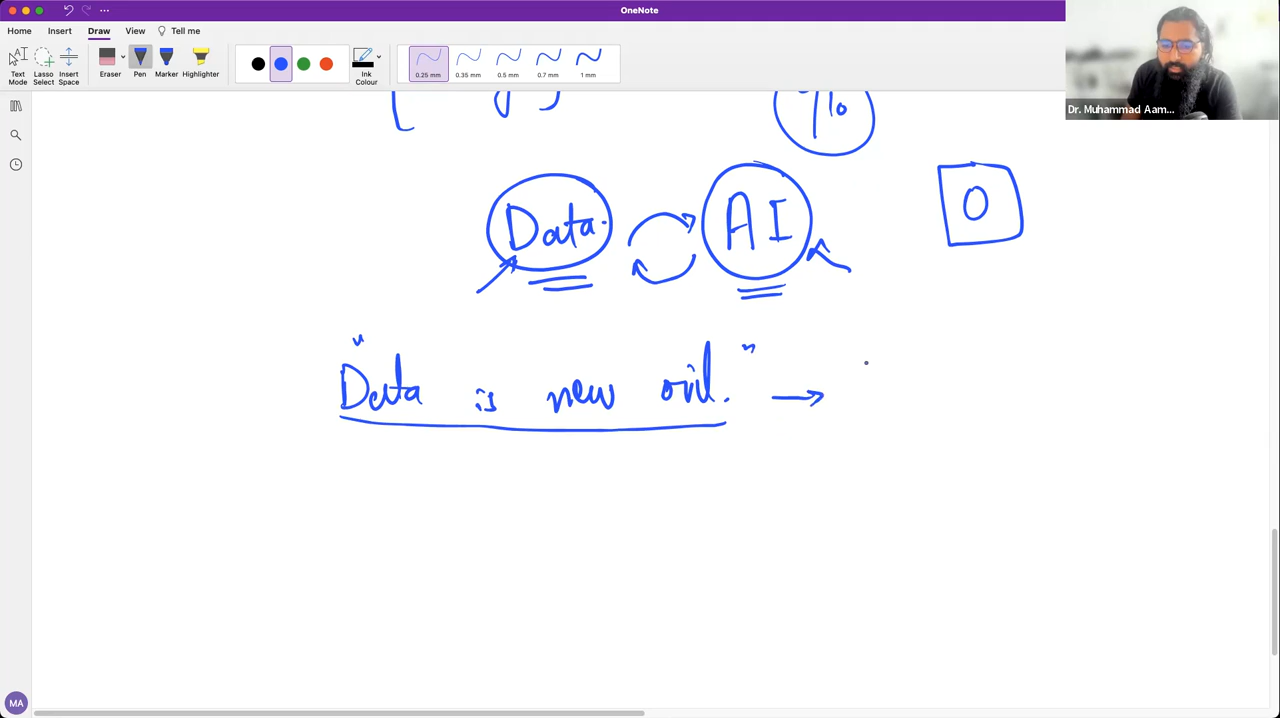 OneNote
Home Insert Draw View Tell me
Text Mode Lasso Select Insert Space Eraser Pen Marker Highlighter Ink Colour 0.25 mm 0.35 mm 0.5 mm 0.7 mm 1 mm
Dr. Muhammad Aam...
%
Data. AI 0
"Data is new oil." →
MA